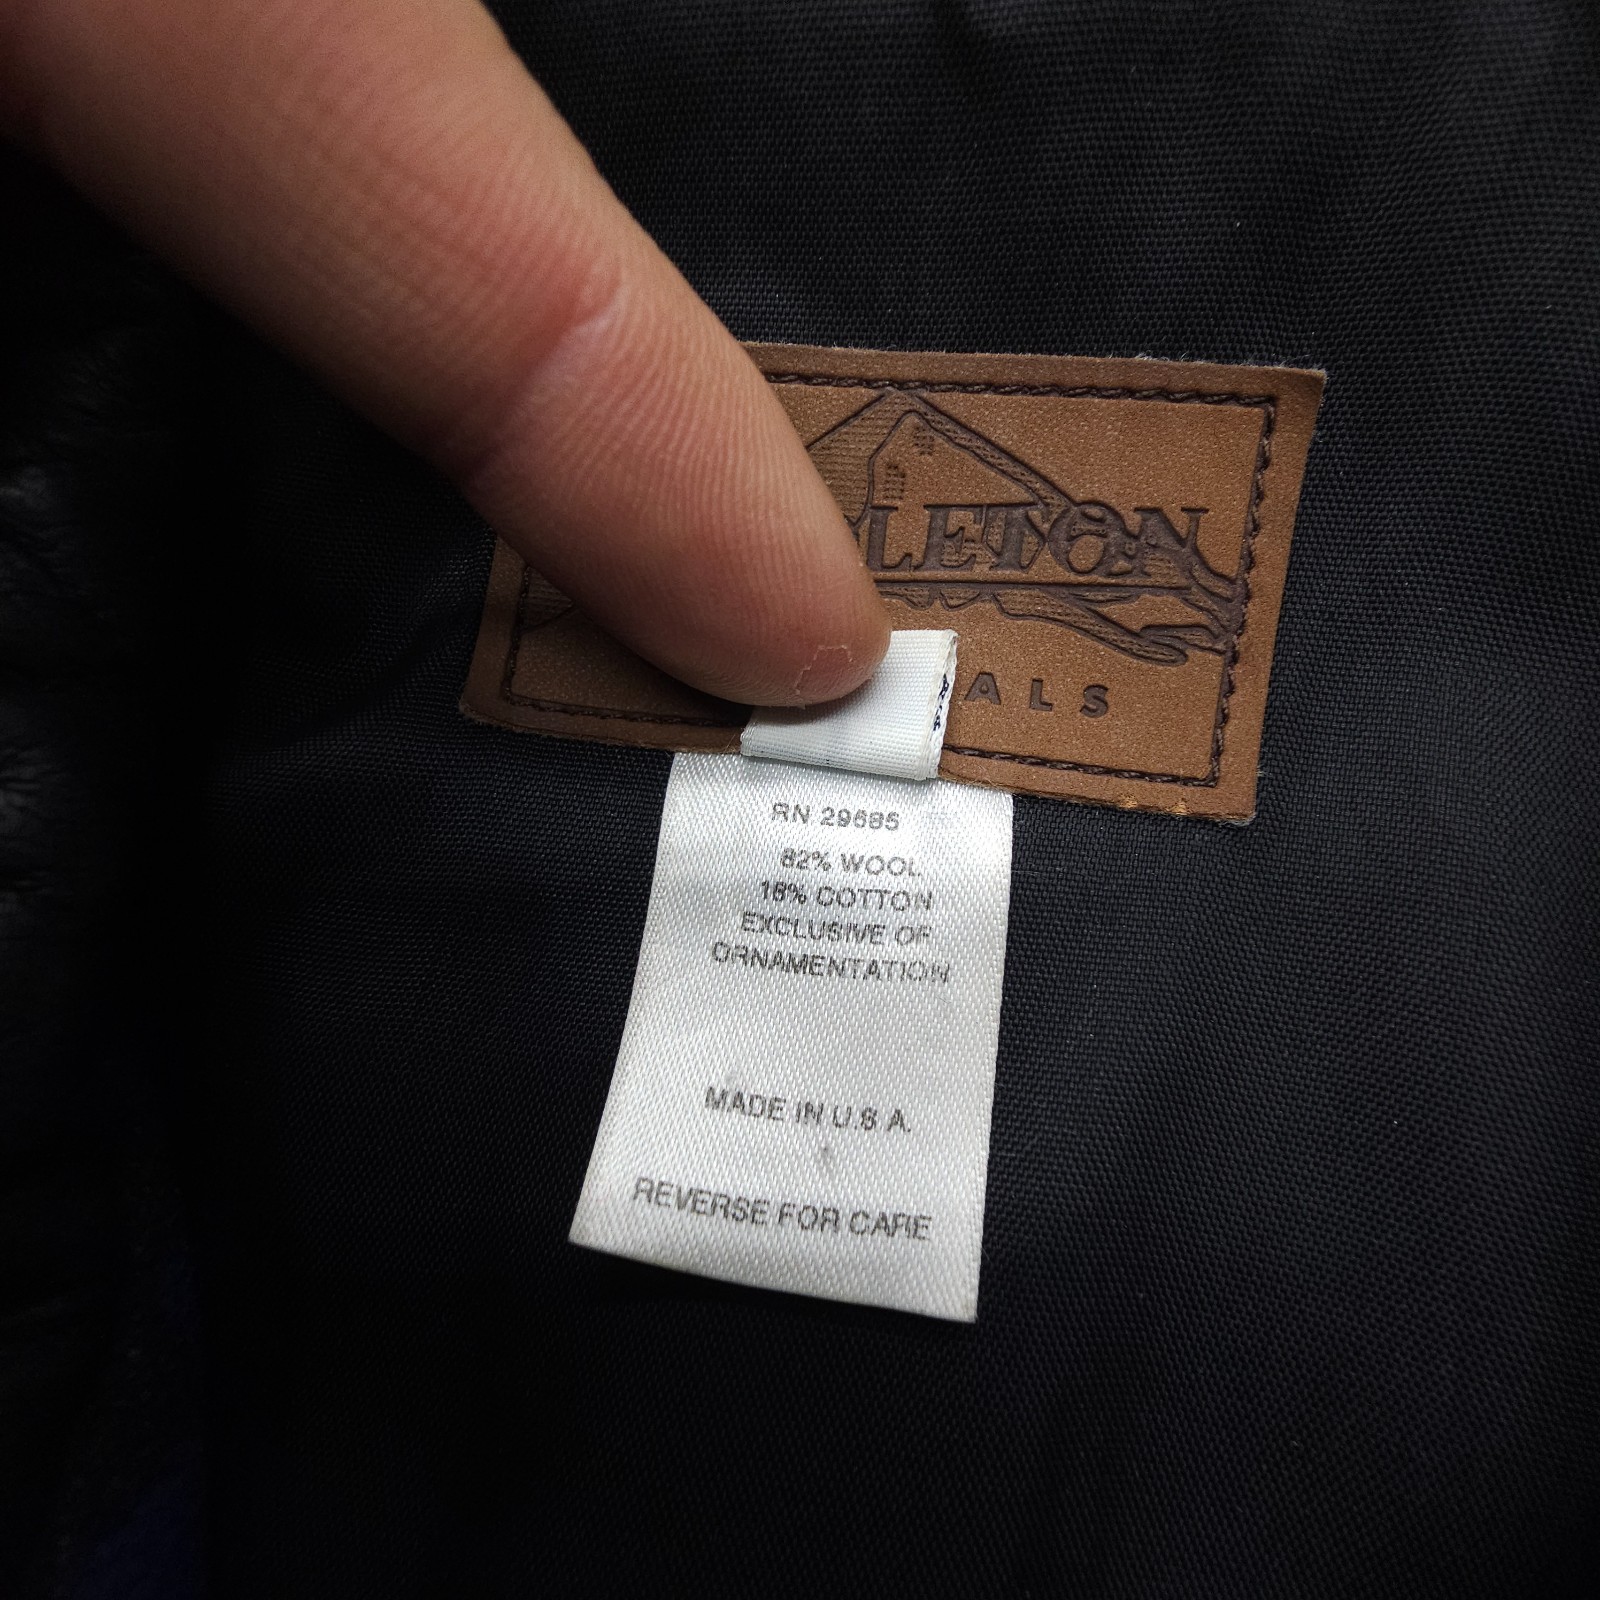 LETON
ALS
RN 29685
82% WOOL
18% COTTON
EXCLUSIVE OF
ORNAMENTATION
MADE IN U.S.A.
REVERSE FOR CARE